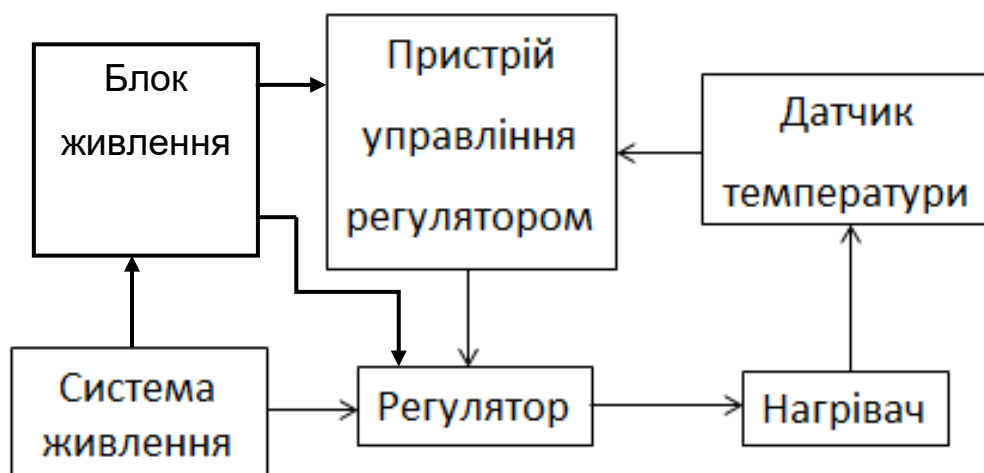 Блок
живлення
Пристрій
управління
регулятором
Датчик
температури
Система
живлення
Регулятор
Нагрівач